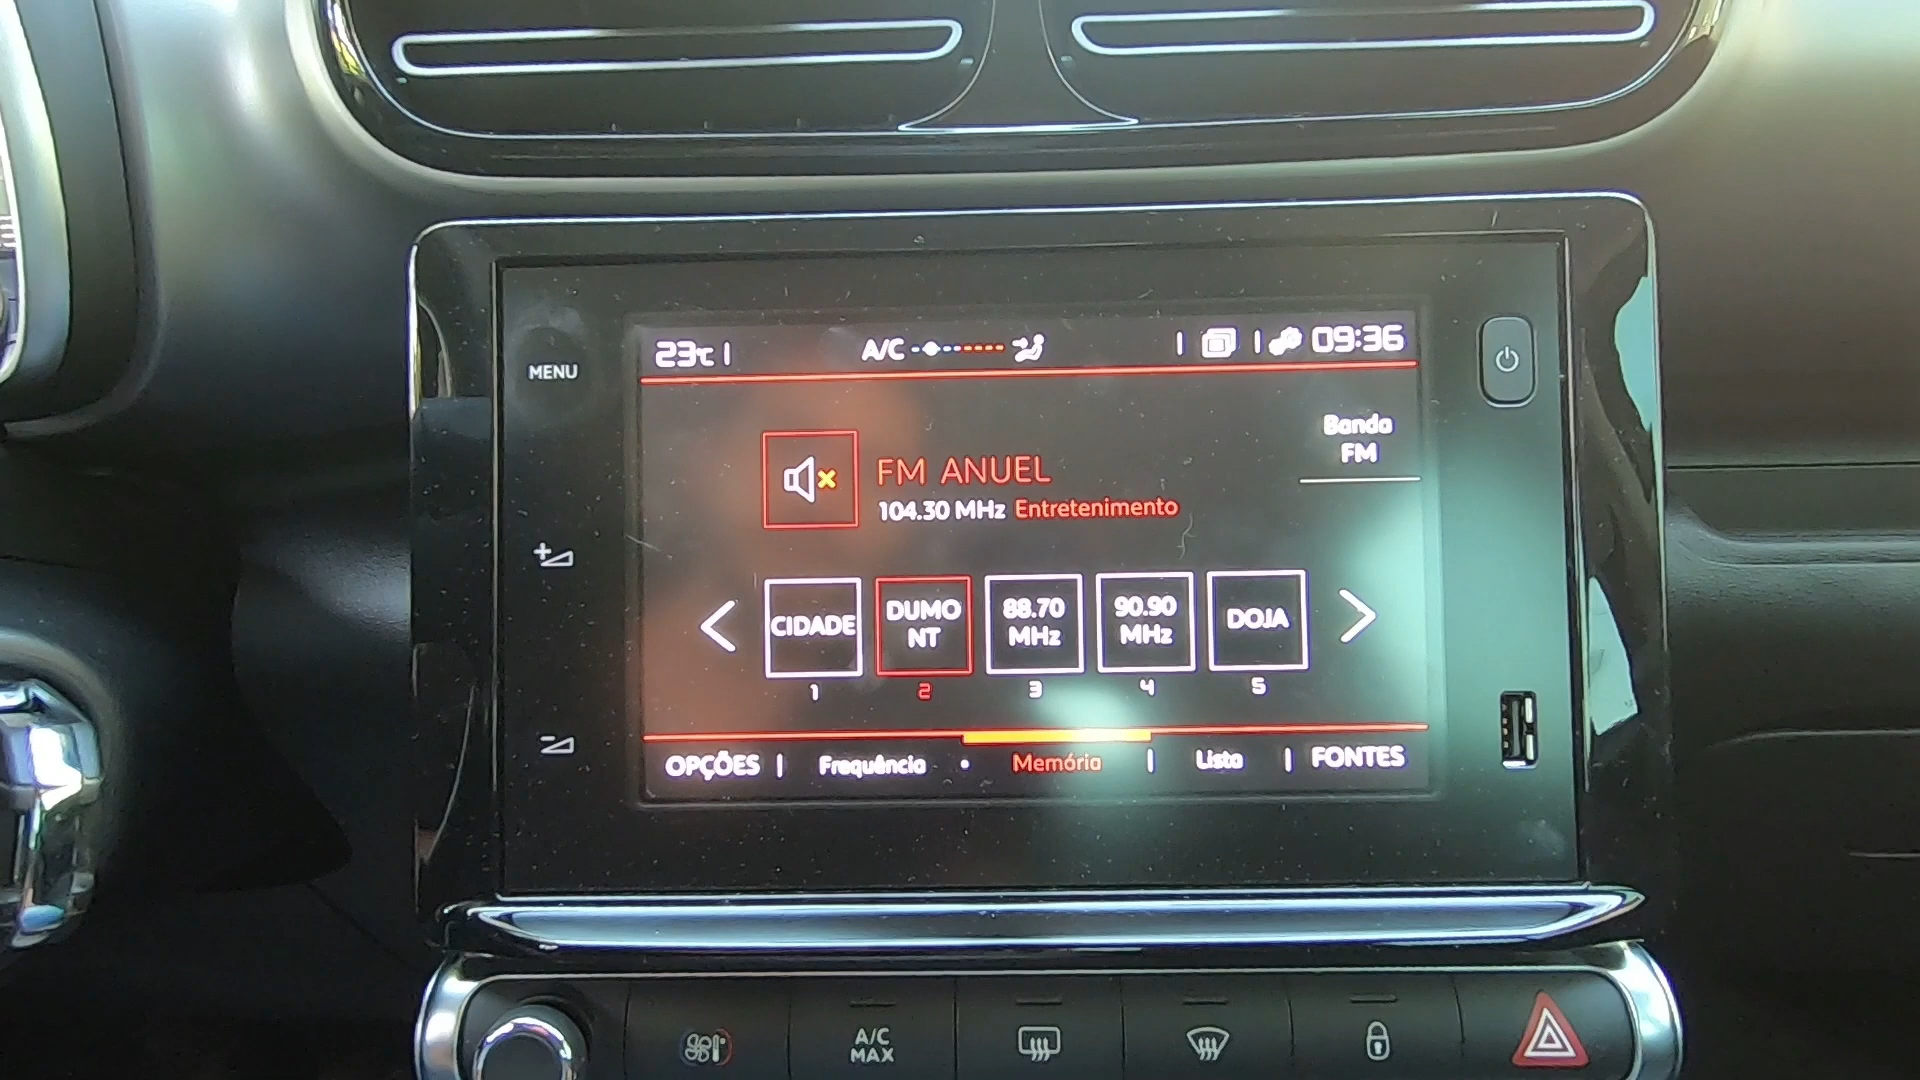 23°C
A/C
09:36
MENU
Banda
FM
FM ANUEL
104.30 MHz Entretenimento
CIDADE
DUMO
NT
88.70
MHz
90.90
MHz
DOJA
1
2
3
4
5
OPÇÕES
Frequência
Memória
Lista
FONTES
A/C
MAX